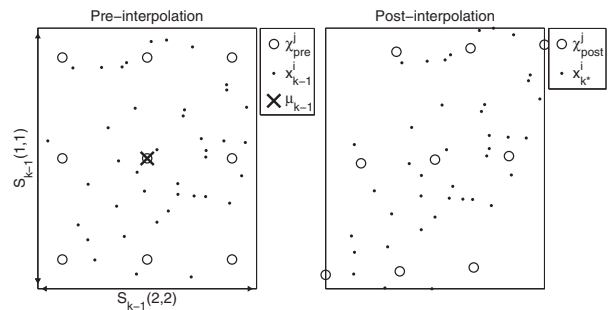 Pre-interpolation
χ^j_pre
x^i_k-1
μ_k-1
S_k-1(1,1)
S_k-1(2,2)
Post-interpolation
χ^j_post
x^i_k*